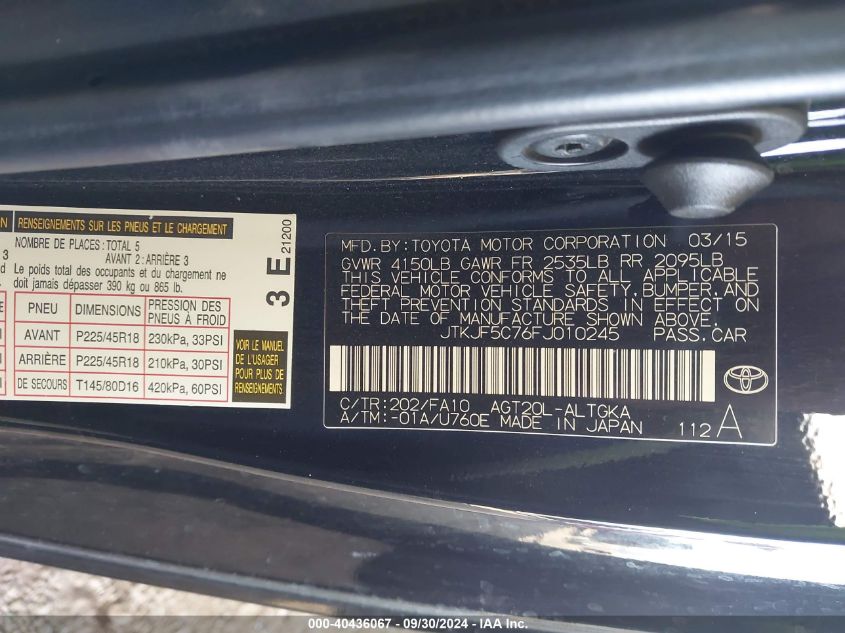 ON RENSEIGNEMENTS SUR LES PNEUS ET LE CHARGEMENT
NOMBRE DE PLACES: TOTAL 5
AVANT 2: ARRIÈRE 3
Le poids total des occupants et du chargement ne
doit jamais dépasser 390 kg ou 865 lb.
PNEU DIMENSIONS PRESSION DES PNEUS À FROID
AVANT P225/45R18 230kPa, 33PSI
ARRIÈRE P225/45R18 210kPa, 30PSI
DE SECOURS T145/80D16 420kPa, 60PSI
VOIR LE MANUEL
DE L'USAGER
POUR PLUS DE
RENSEIGNEMENTS
3 E 21200
MFD.BY:TOYOTA MOTOR CORPORATION 03/15
GVWR 4150LB GAWR FR 2535LB RR 2095LB
THIS VEHICLE CONFORMS TO ALL APPLICABLE
FEDERAL MOTOR VEHICLE SAFETY,BUMPER,AND
THEFT PREVENTION STANDARDS IN EFFECT ON
THE DATE OF MANUFACTURE SHOWN ABOVE.
JTKJF5C76FJ010245 PASS.CAR
C/TR:202/FA10 AGT20L-ALTGKA
A/TM:-01A/U760E MADE IN JAPAN
112 A
000-40436067 - 09/30/2024 - IAA Inc.